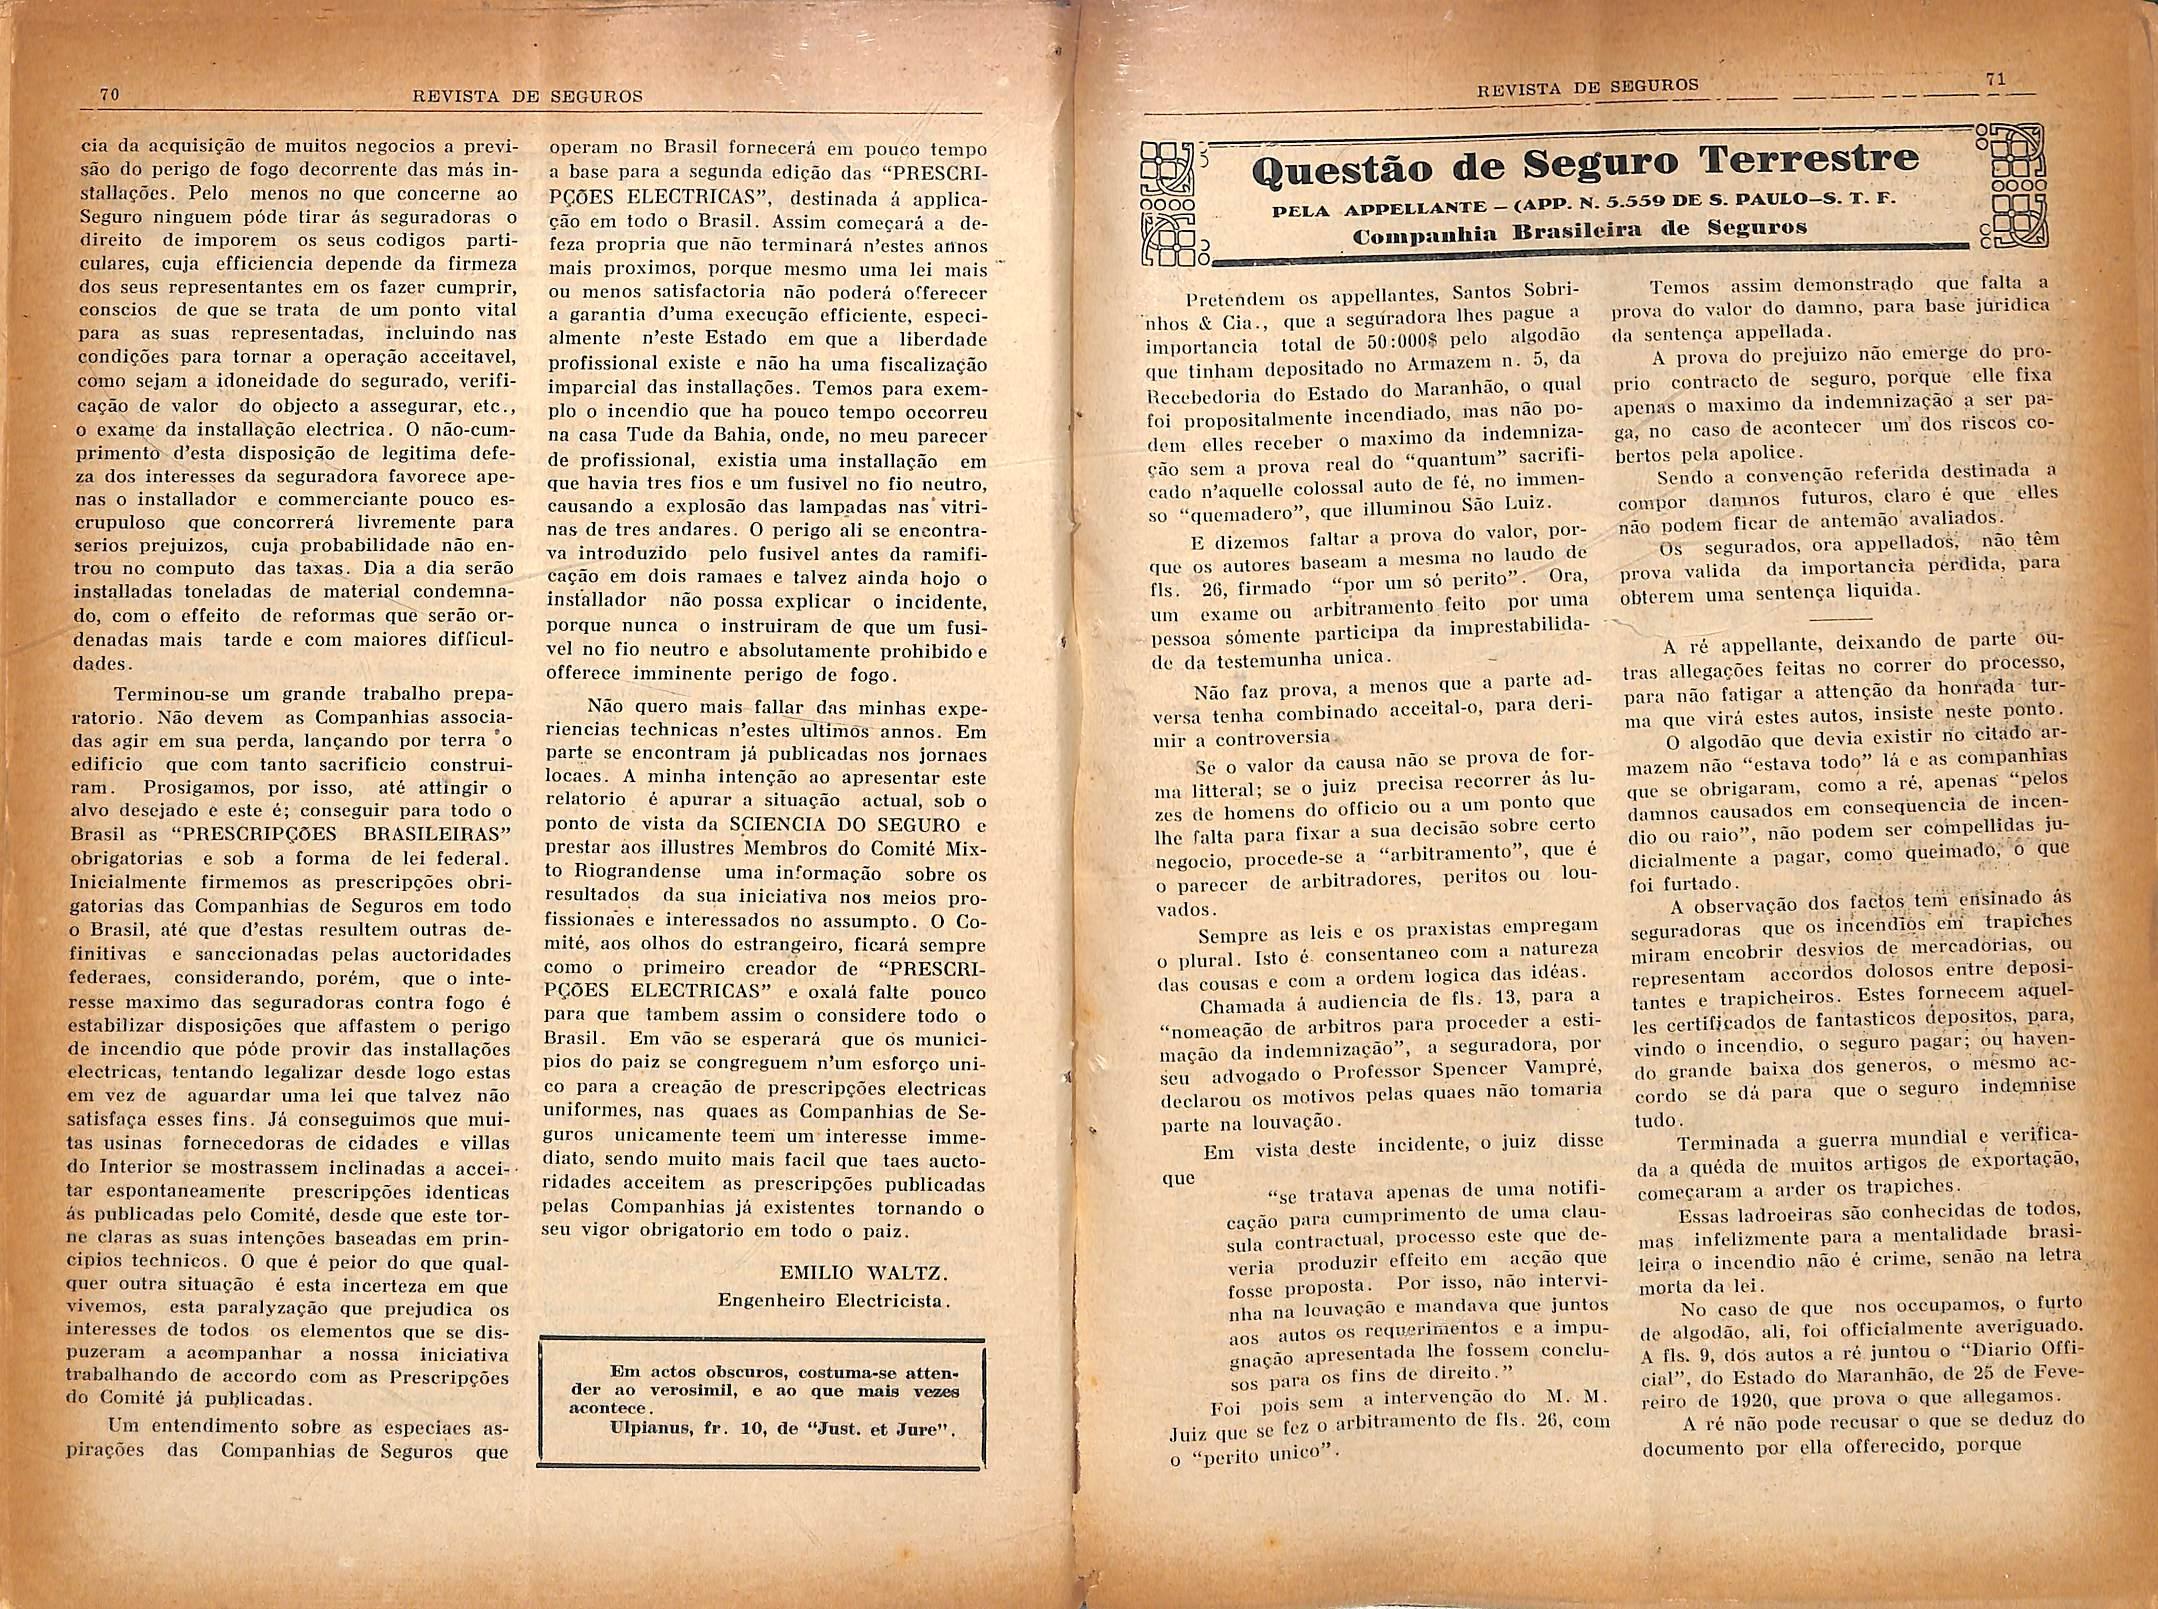 70
REVISTA DE SEGUROS
cia da acquisição de muitos negocios a previ-
são do perigo de fogo decorrente das más in-
stallações. Pelo menos no que concerne ao
Seguro ninguem póde tirar ás seguradoras o
direito de imporem os seus codigos parti-
culares, cuja efficiencia depende da firmeza
dos seus representantes em os fazer cumprir,
conscios de que se trata de um ponto vital
para as suas representadas, incluindo nas
condições para tornar a operação acceitavel,
como sejam a idoneidade do segurado, verifi-
cação de valor do objecto a assegurar, etc.,
o exame da installação electrica. O não-cum-
primento d'esta disposição de legitima defe-
za dos interesses da seguradora favorece ape-
nas o installador e commerciante pouco es-
crupuloso que concorrerá livremente para
serios prejuizos, cuja probabilidade não en-
trou no computo das taxas. Dia a dia serão
installadas toneladas de material condemna-
do, com o effeito de reformas que serão or-
denadas mais tarde e com maiores difficul-
dades.
Terminou-se um grande trabalho prepa-
ratorio. Não devem as Companhias associa-
das agir em sua perda, lançando por terra o
edificio que com tanto sacrificio construi-
ram. Prosigamos, por isso, até attingir o
alvo desejado e este é; conseguir para todo o
Brasil as "PRESCRIPÇÕES BRASILEIRAS"
obrigatorias e sob a forma de lei federal.
Inicialmente firmemos as prescripções obri-
gatorias das Companhias de Seguros em todo
o Brasil, até que d'estas resultem outras de-
finitivas e sanccionadas pelas auctoridades
federaes, considerando, porém, que o inte-
resse maximo das seguradoras contra fogo é
estabilizar disposições que affastem o perigo
de incendio que póde provir das installações
electricas, tentando legalizar desde logo estas
em vez de aguardar uma lei que talvez não
satisfaça esses fins. Já conseguimos que mui-
tas usinas fornecedoras de cidades e villas
do Interior se mostrassem inclinadas a accei-
tar espontaneamente prescripções identicas
ás publicadas pelo Comité, desde que este tor-
ne claras as suas intenções baseadas em prin-
cipios technicos. O que é peior do que qual-
quer outra situação é esta incerteza em que
vivemos, esta paralyzação que prejudica os
interesses de todos os elementos que se dis-
puzeram a acompanhar a nossa iniciativa
trabalhando de accordo com as Prescripções
do Comité já publicadas.
Um entendimento sobre as especiaes as-
pirações das Companhias de Seguros que
operam no Brasil fornecerá em pouco tempo
a base para a segunda edição das "PRESCRI-
PÇÕES ELECTRICAS", destinada á applica-
ção em todo o Brasil. Assim começará a de-
feza propria que não terminará n'estes annos
mais proximos, porque mesmo uma lei mais
ou menos satisfactoria não poderá offerecer
a garantia d'uma execução efficiente, especi-
almente n'este Estado em que a liberdade
profissional existe e não ha uma fiscalização
imparcial das installações. Temos para exem-
plo o incendio que ha pouco tempo occorreu
na casa Tude da Bahia, onde, no meu parecer
de profissional, existia uma installação em
que havia tres fios e um fusivel no fio neutro,
causando a explosão das lampadas nas vitri-
nas de tres andares. O perigo ali se encontra-
va introduzido pelo fusivel antes da ramifi-
cação em dois ramaes e talvez ainda hojo o
installador não possa explicar o incidente,
porque nunca o instruiram de que um fusi-
vel no fio neutro e absolutamente prohibido e
offerece imminente perigo de fogo.
Não quero mais fallar das minhas expe-
riencias technicas n'estes ultimos annos. Em
parte se encontram já publicadas nos jornaes
locaes. A minha intenção ao apresentar este
relatorio é apurar a situação actual, sob o
ponto de vista da SCIENCIA DO SEGURO e
prestar aos illustres Membros do Comité Mix-
to Riograndense uma informação sobre os
resultados da sua iniciativa nos meios pro-
fissionaes e interessados no assumpto. O Co-
mité, aos olhos do estrangeiro, ficará sempre
como o primeiro creador de "PRESCRI-
PÇÕES ELECTRICAS" e oxalá falte pouco
para que tambem assim o considere todo o
Brasil. Em vão se esperará que os munici-
pios do paiz se congreguem n'um esforço uni-
co para a creação de prescripções electricas
uniformes, nas quaes as Companhias de Se-
guros unicamente teem um interesse imme-
diato, sendo muito mais facil que taes aucto-
ridades acceitem as prescripções publicadas
pelas Companhias já existentes tornando o
seu vigor obrigatorio em todo o paiz.
EMILIO WALTZ.
Engenheiro Electricista.
Em actos obscuros, costuma-se atten-
der ao verosimil, e ao que mais vezes
acontece.
Ulpianus, fr. 10, de "Just. et Jure".
REVISTA DE SEGUROS
71
Questão de Seguro Terrestre
PELA APPELLANTE — (APP. N. 5.559 DE S. PAULO—S. T. F.
Companhia Brasileira de Seguros
Pretendem os appellantes, Santos Sobri-
nhos & Cia., que a seguradora lhes pague a
importancia total de 50:000$ pelo algodão
que tinham depositado no Armazem n. 5, da
Recebedoria do Estado do Maranhão, o qual
foi propositalmente incendiado, mas não po-
dem elles receber o maximo da indemniza-
ção sem a prova real do "quantum" sacrifi-
cado n'aquelle colossal auto de fé, no immen-
so "quemadero", que illuminou São Luiz.
E dizemos faltar a prova do valor, por-
que os autores baseam a mesma no laudo de
fls. 26, firmado "por um só perito". Ora,
um exame ou arbitramento feito por uma
pessoa sómente participa da imprestabilida-
de da testemunha unica.
Não faz prova, a menos que a parte ad-
versa tenha combinado acceital-o, para deri-
mir a controversia.
Se o valor da causa não se prova de for-
ma litteral; se o juiz precisa recorrer ás lu-
zes de homens do officio ou a um ponto que
lhe falta para fixar a sua decisão sobre certo
negocio, procede-se a "arbitramento", que é
o parecer de arbitradores, peritos ou lou-
vados.
Sempre as leis e os praxistas empregam
o plural. Isto é consentaneo com a natureza
das cousas e com a ordem logica das idéas.
Chamada á audiencia de fls. 13, para a
"nomeação de arbitros para proceder a esti-
mação da indemnização", a seguradora, por
seu advogado o Professor Spencer Vampré,
declarou os motivos pelas quaes não tomaria
parte na louvação.
Em vista deste incidente, o juiz disse
que
"se tratava apenas de uma notifi-
cação para cumprimento de uma clau-
sula contractual, processo este que de-
veria produzir effeito em acção que
fosse proposta. Por isso, não intervi-
nha na louvação e mandava que juntos
aos autos os requerimentos e a impu-
gnação apresentada lhe fossem conclu-
sos para os fins de direito."
Foi pois sem a intervenção do M. M.
Juiz que se fez o arbitramento de fls. 26, com
o "perito unico".
Temos assim demonstrado que falta a
prova do valor do damno, para base juridica
da sentença appellada.
A prova do prejuizo não emerge do pro-
prio contracto de seguro, porque elle fixa
apenas o maximo da indemnização a ser pa-
ga, no caso de acontecer um dos riscos co-
bertos pela apolice.
Sendo a convenção referida destinada a
compor damnos futuros, claro é que elles
não podem ficar de antemão avaliados.
Os segurados, ora appellados, não têm
prova valida da importancia perdida, para
obterem uma sentença liquida.
A ré appellante, deixando de parte ou-
tras allegações feitas no correr do processo,
para não fatigar a attenção da honrada tur-
ma que virá estes autos, insiste neste ponto.
O algodão que devia existir no citado ar-
mazem não "estava todo" lá e as companhias
que se obrigaram, como a ré, apenas "pelos
damnos causados em consequencia de incen-
dio ou raio", não podem ser compellidas ju-
dicialmente a pagar, como queimado, o que
foi furtado.
A observação dos factos tem ensinado ás
seguradoras que os incendios em trapiches
miram encobrir desvios de mercadorias, ou
representam accordos dolosos entre deposi-
tantes e trapicheiros. Estes fornecem aquel-
les certificados de fantasticos depositos, para,
vindo o incendio, o seguro pagar; ou haven-
do grande baixa dos generos, o mesmo ac-
cordo se dá para que o seguro indemnise
tudo.
Terminada a guerra mundial e verifica-
da a quéda de muitos artigos de exportação,
começaram a arder os trapiches.
Essas ladroeiras são conhecidas de todos,
mas infelizmente para a mentalidade brasi-
leira o incendio não é crime, senão na letra
morta da lei.
No caso de que nos occupamos, o furto
de algodão, ali, foi officialmente averiguado.
A fls. 9, dos autos a ré juntou o "Diario Offi-
cial", do Estado do Maranhão, de 25 de Feve-
reiro de 1920, que prova o que allegamos.
A ré não pode recusar o que se deduz do
documento por ella offerecido, porque